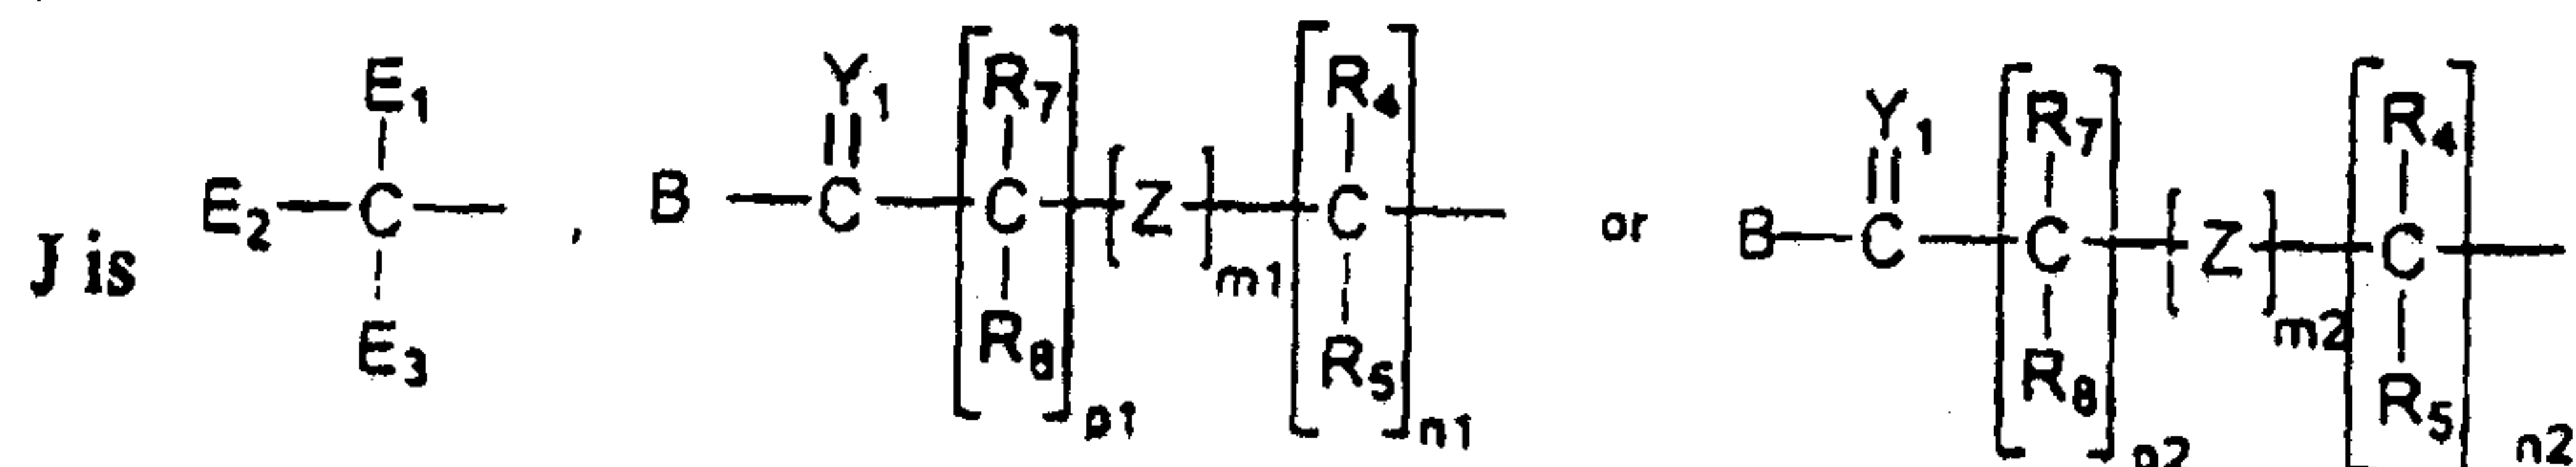 E1 Y1 R7 R4 Y1 R7 R4
J is E2—C— , B —C—C—[Z]m1—C— or B—C—C—[Z]m2—C—
E3 R8 R5 R8 R5
p1 n1 p2 n2